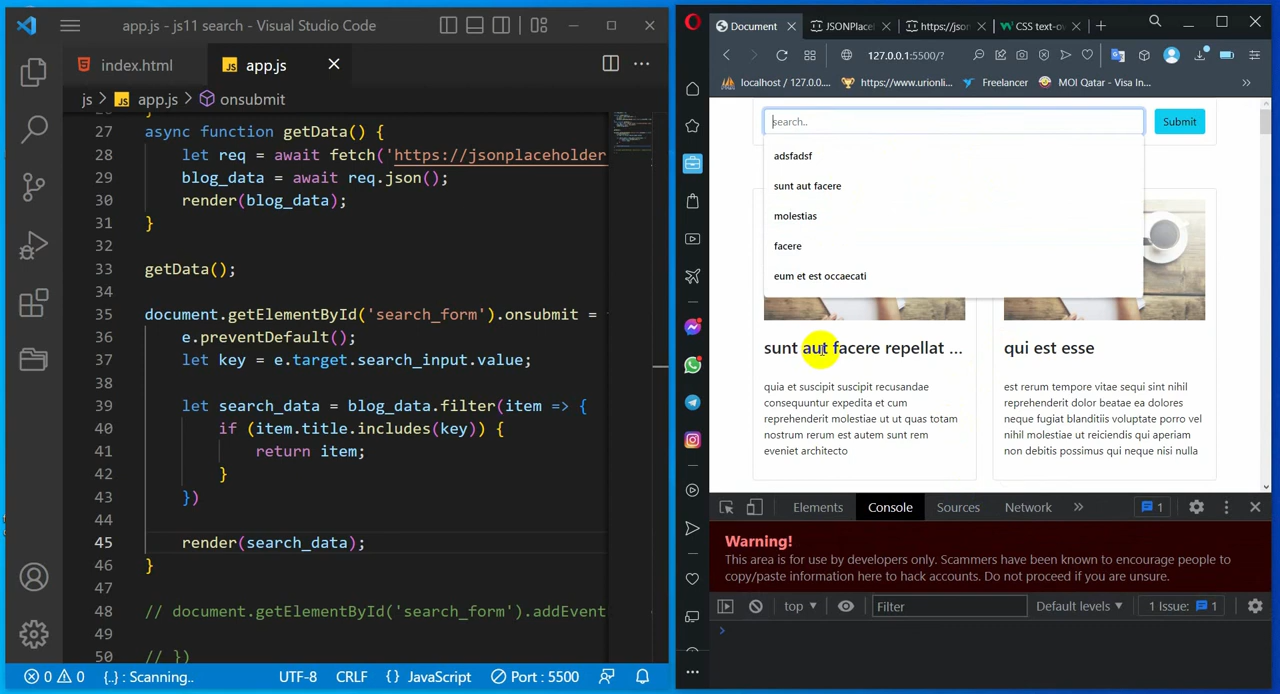 app.js - js11 search - Visual Studio Code
index.html
app.js
js > app.js > onsubmit
27 async function getData() {
28 let req = await fetch('https://jsonplaceholder
29 blog_data = await req.json();
30 render(blog_data);
31 }
32
33 getData();
34
35 document.getElementById('search_form').onsubmit =
36 e.preventDefault();
37 let key = e.target.search_input.value;
38
39 let search_data = blog_data.filter(item => {
40 if (item.title.includes(key)) {
41 return item;
42 }
43 })
44
45 render(search_data);
46 }
47
48 // document.getElementById('search_form').addEvent
49
50 // })
0 0 {..} : Scanning.. UTF-8 CRLF {} JavaScript Port : 5500
Document
JSONPlacel
https://jsor
CSS text-ov
127.0.0.1:5500/?
localhost / 127.0.0....
https://www.urionli...
Freelancer
MOI Qatar - Visa In...
search..
Submit
adsfadsf
sunt aut facere
molestias
facere
eum et est occaecati
sunt aut facere repellat ...
quia et suscipit suscipit recusandae
consequuntur expedita et cum
reprehenderit molestiae ut ut quas totam
nostrum rerum est autem sunt rem
eveniet architecto
qui est esse
est rerum tempore vitae sequi sint nihil
reprehenderit dolor beatae ea dolores
neque fugiat blanditiis voluptate porro vel
nihil molestiae ut reiciendis qui aperiam
non debitis possimus qui neque nisi nulla
Elements Console Sources Network 1
Warning!
This area is for use by developers only. Scammers have been known to encourage people to
copy/paste information here to hack accounts. Do not proceed if you are unsure.
top Filter Default levels 1 Issue: 1